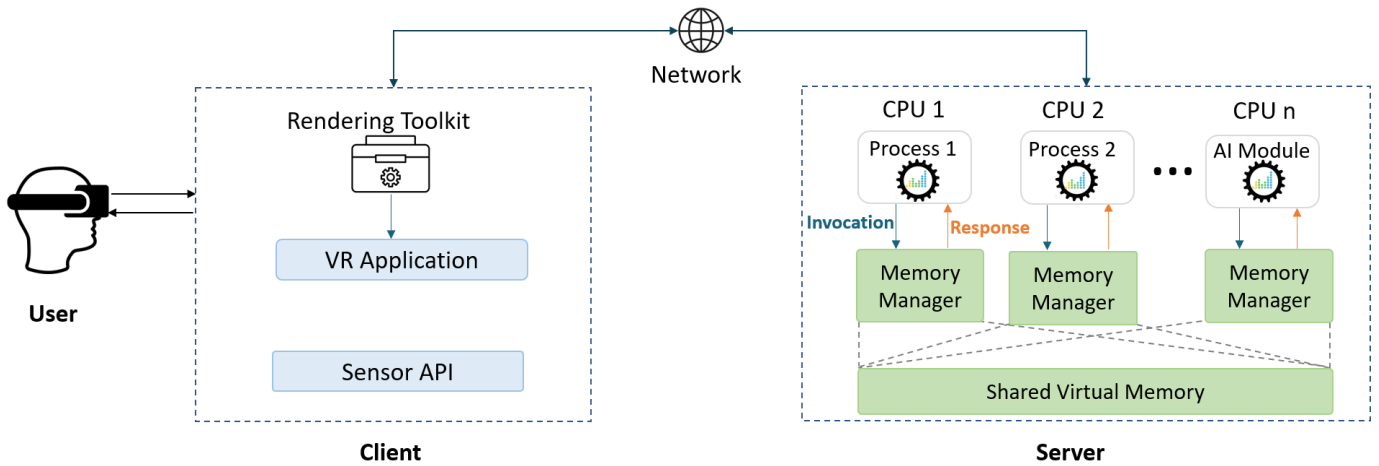 Network
Rendering Toolkit
VR Application
Sensor API
User
Client
CPU 1
CPU 2
CPU n
Process 1
Process 2
AI Module
Invocation
Response
Memory
Manager
Memory
Manager
Memory
Manager
Shared Virtual Memory
Server